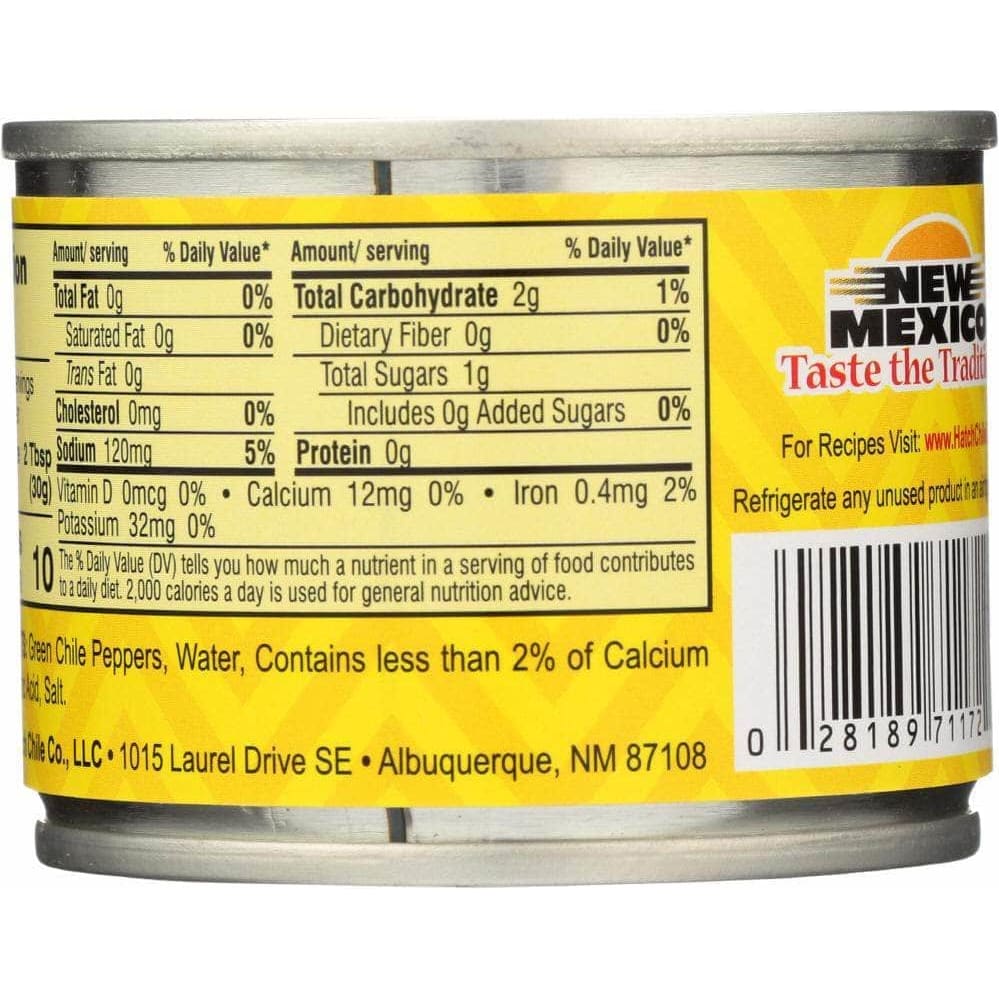 on
Amount/ serving % Daily Value* Amount/ serving % Daily Value*
Total Fat 0g 0% Total Carbohydrate 2g 1%
Saturated Fat 0g 0% Dietary Fiber 0g 0%
Trans Fat 0g Total Sugars 1g
Cholesterol 0mg 0% Includes 0g Added Sugars 0%
Sodium 120mg 5% Protein 0g
2 Tbsp
(30g) Vitamin D 0mcg 0% • Calcium 12mg 0% • Iron 0.4mg 2%
Potassium 32mg 0%
10 The % Daily Value (DV) tells you how much a nutrient in a serving of food contributes
to a daily diet. 2,000 calories a day is used for general nutrition advice.
Green Chile Peppers, Water, Contains less than 2% of Calcium
Acid, Salt.
Chile Co., LLC • 1015 Laurel Drive SE • Albuquerque, NM 87108
NEW
MEXICO
Taste the Traditi
For Recipes Visit: www.HatchChile
Refrigerate any unused product in an
0 28189 71172